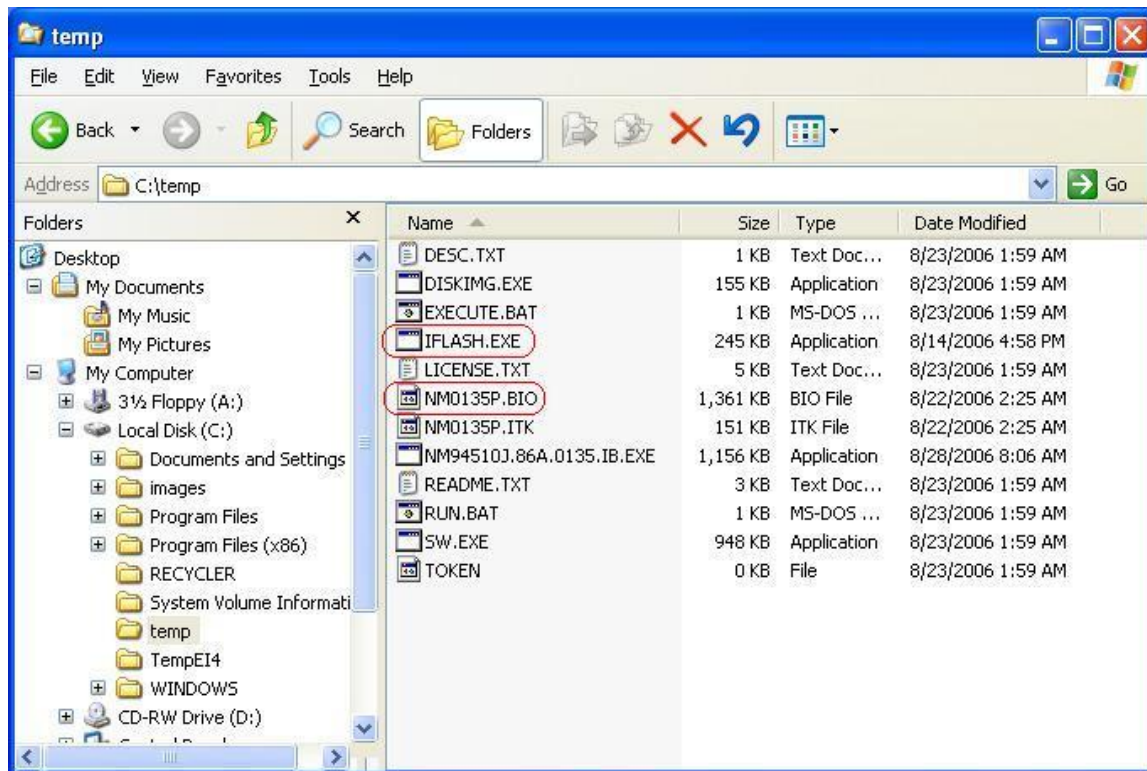 temp
File Edit View Favorites Tools Help
Back Search Folders
Address C:\temp Go
Folders
Desktop
My Documents
My Music
My Pictures
My Computer
3½ Floppy (A:)
Local Disk (C:)
Documents and Settings
images
Program Files
Program Files (x86)
RECYCLER
System Volume Informati
temp
TempEI4
WINDOWS
CD-RW Drive (D:)
Name Size Type Date Modified
DESC.TXT 1 KB Text Doc... 8/23/2006 1:59 AM
DISKIMG.EXE 155 KB Application 8/23/2006 1:59 AM
EXECUTE.BAT 1 KB MS-DOS ... 8/23/2006 1:59 AM
IFLASH.EXE 245 KB Application 8/14/2006 4:58 PM
LICENSE.TXT 5 KB Text Doc... 8/23/2006 1:59 AM
NM0135P.BIO 1,361 KB BIO File 8/22/2006 2:25 AM
NM0135P.ITK 151 KB ITK File 8/22/2006 2:25 AM
NM94510J.86A.0135.IB.EXE 1,156 KB Application 8/28/2006 8:06 AM
README.TXT 3 KB Text Doc... 8/23/2006 1:59 AM
RUN.BAT 1 KB MS-DOS ... 8/23/2006 1:59 AM
SW.EXE 948 KB Application 8/23/2006 1:59 AM
TOKEN 0 KB File 8/23/2006 1:59 AM